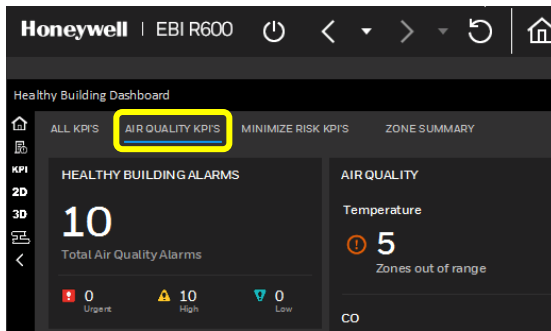 Honeywell | EBI R600
Healthy Building Dashboard
ALL KPI'S AIR QUALITY KPI'S MINIMIZE RISK KPI'S ZONE SUMMARY
KPI
2D
3D
HEALTHY BUILDING ALARMS
10
Total Air Quality Alarms
0 Urgent
10 High
0 Low
AIR QUALITY
Temperature
5
Zones out of range
CO